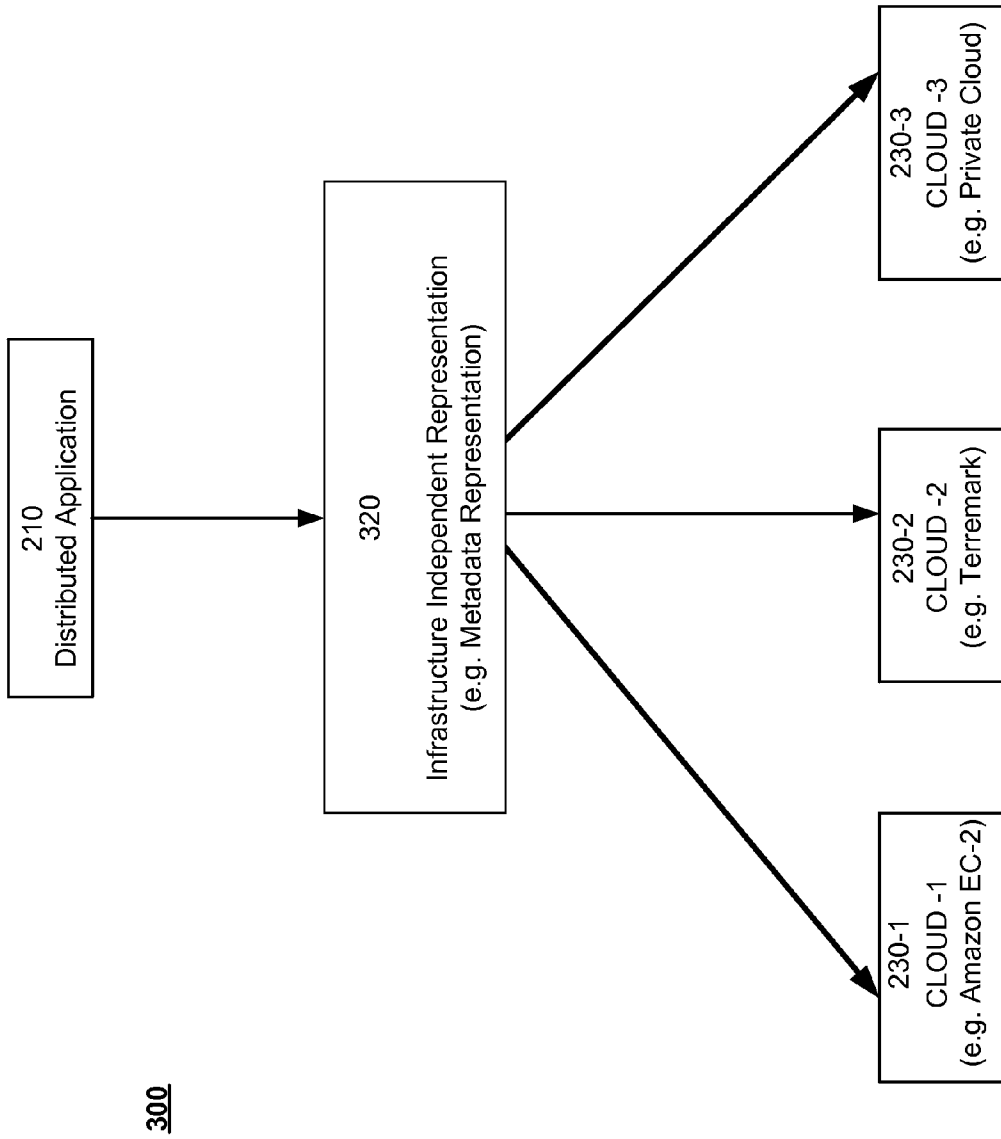 300
210
Distributed Application
320
Infrastructure Independent Representation
(e.g. Metadata Representation)
230-1
CLOUD -1
(e.g. Amazon EC-2)
230-2
CLOUD -2
(e.g. Terremark)
230-3
CLOUD -3
(e.g. Private Cloud)